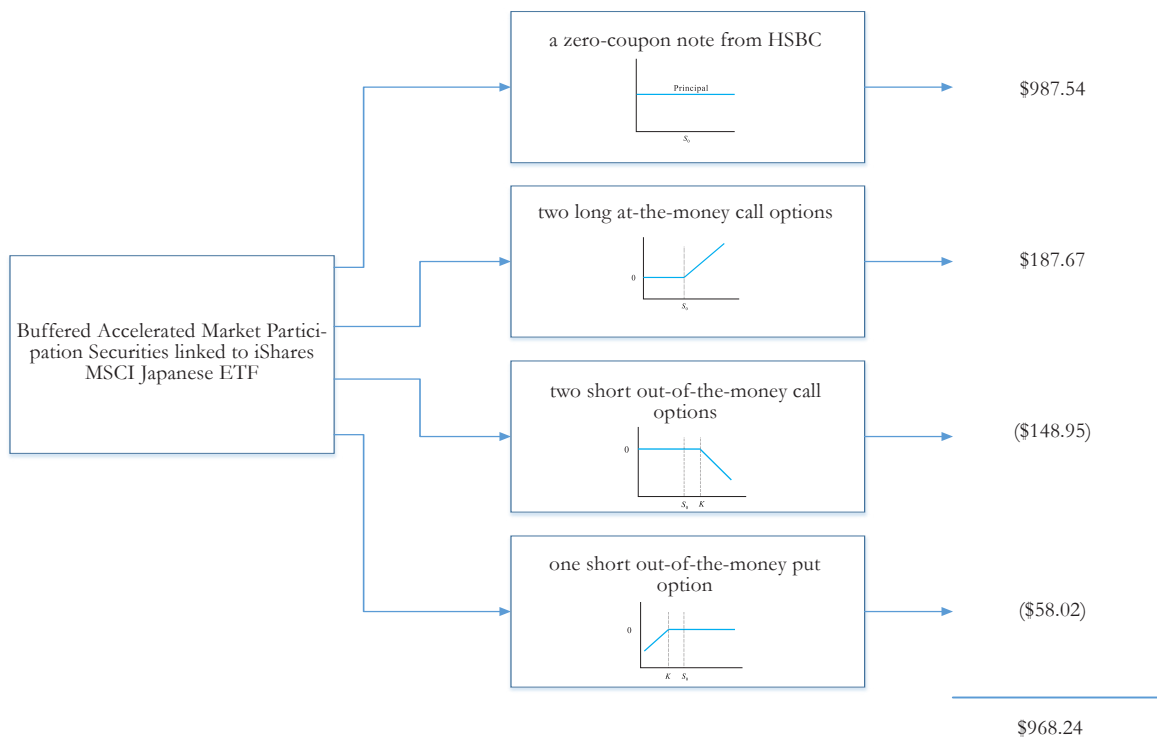 a zero-coupon note from HSBC
Principal
S₀
$987.54
two long at-the-money call options
0
S₀
$187.67
Buffered Accelerated Market Partici-
pation Securities linked to iShares
MSCI Japanese ETF
two short out-of-the-money call
options
0
S₀ K
($148.95)
one short out-of-the-money put
option
0
K S₀
($58.02)
$968.24